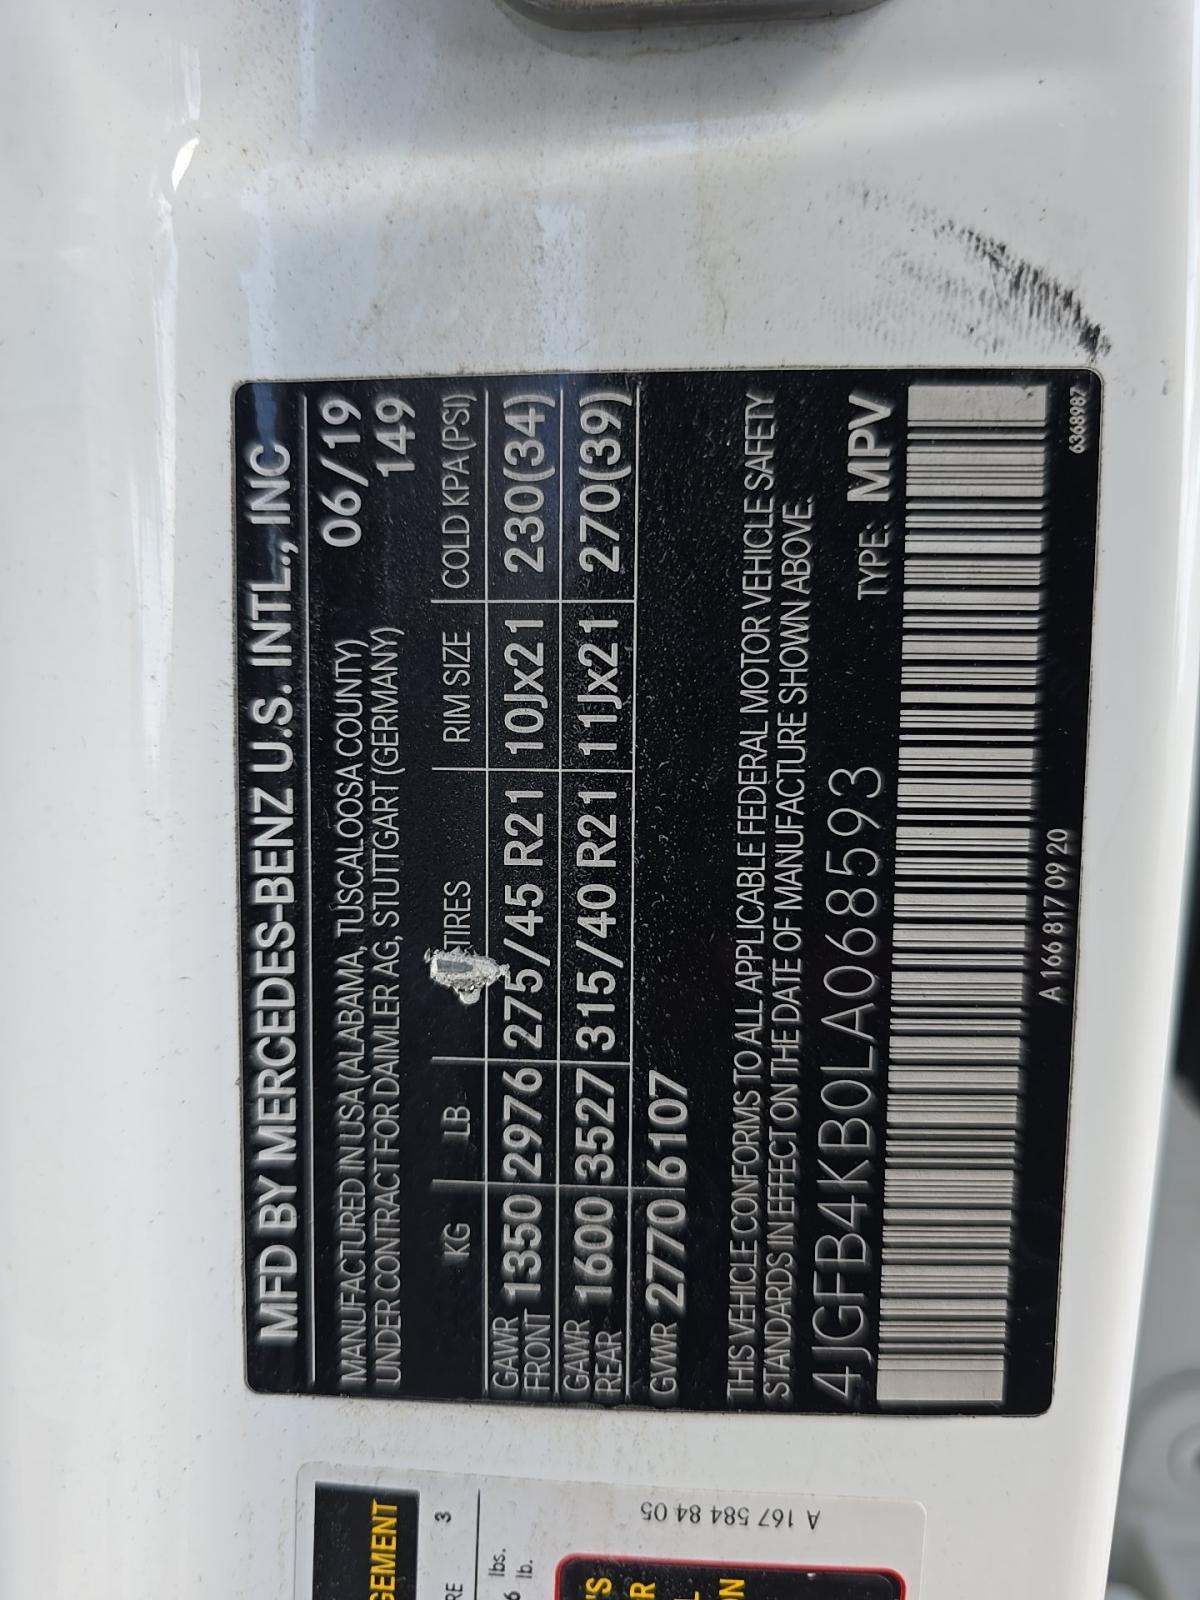 MFD BY MERCEDES-BENZ U.S. INTL., INC
MANUFACTURED IN USA (ALABAMA, TUSCALOOSA COUNTY) 06/19
UNDER CONTRACT FOR DAIMLER AG, STUTTGART (GERMANY) 149
KG LB TIRES RIM SIZE COLD KPA(PSI)
GAWR FRONT 1350 2976 275/45 R21 10Jx21 230(34)
GAWR REAR 1600 3527 315/40 R21 11Jx21 270(39)
GVWR 2770 6107
THIS VEHICLE CONFORMS TO ALL APPLICABLE FEDERAL MOTOR VEHICLE SAFETY
STANDARDS IN EFFECT ON THE DATE OF MANUFACTURE SHOWN ABOVE.
4JGFB4KB0LA068593 TYPE: MPV
A 166 817 09 20
6368987
A 167 584 84 05
3
lbs.
lb.